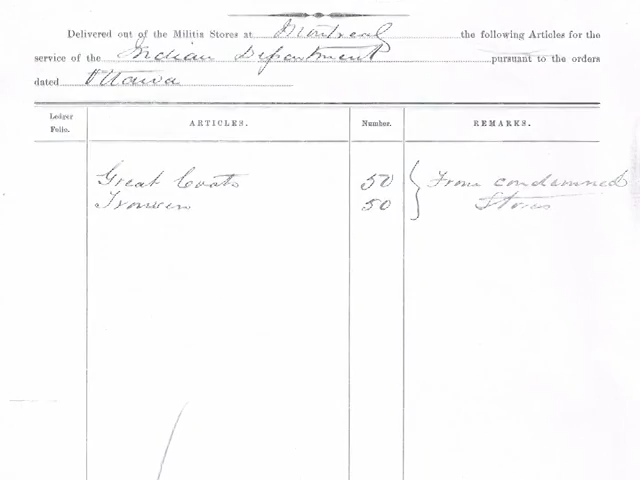 Delivered out of the Militia Stores at Montreal the following Articles for the
service of the Indian Department pursuant to the orders
dated Ottawa
Ledger Folio. ARTICLES. Number. REMARKS.
Great Coats 50 From condemned
Trousers 50 Stores